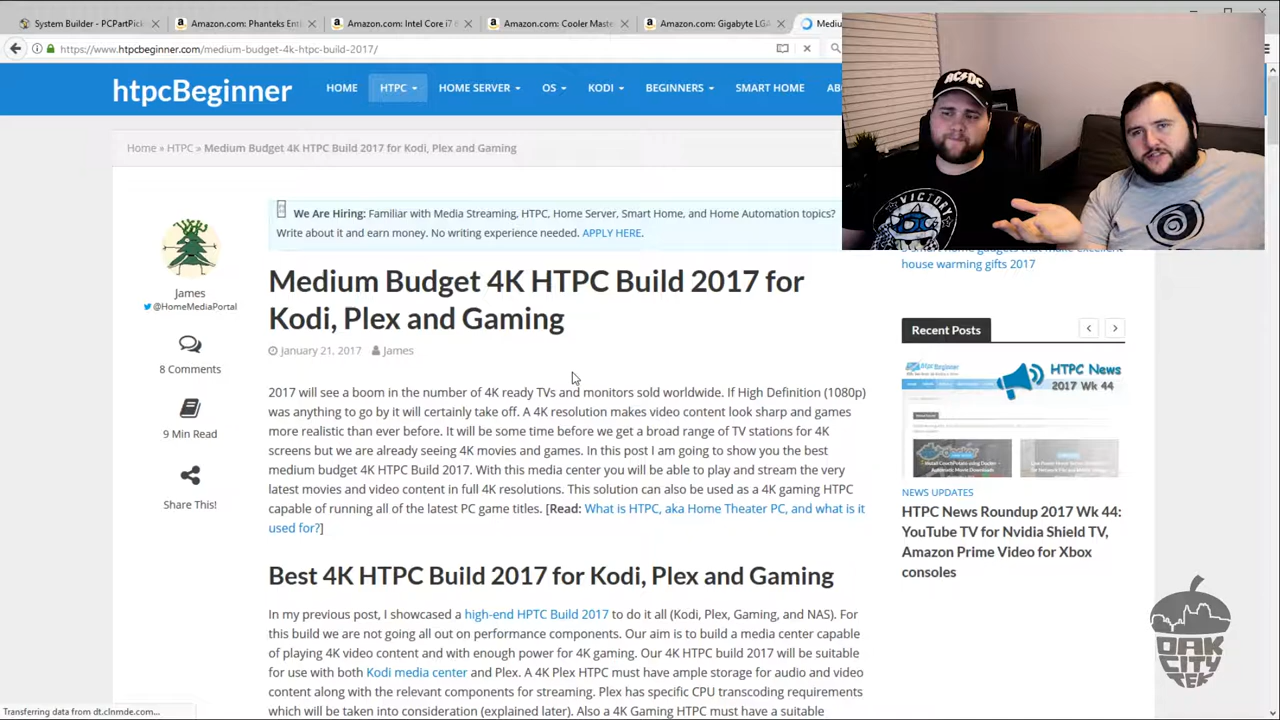 System Builder - PCPartPick
Amazon.com: Phanteks Ent
Amazon.com: Intel Core i7 6
Amazon.com: Cooler Maste
Amazon.com: Gigabyte LGA
Mediu
https://www.htpcbeginner.com/medium-budget-4k-htpc-build-2017/
htpcBeginner
HOME
HTPC
HOME SERVER
OS
KODI
BEGINNERS
SMART HOME
AB
Home » HTPC » Medium Budget 4K HTPC Build 2017 for Kodi, Plex and Gaming
We Are Hiring: Familiar with Media Streaming, HTPC, Home Server, Smart Home, and Home Automation topics?
Write about it and earn money. No writing experience needed. APPLY HERE.
AC/DC
VICTORY
James
@HomeMediaPortal
8 Comments
9 Min Read
Share This!
Medium Budget 4K HTPC Build 2017 for
Kodi, Plex and Gaming
January 21, 2017 James
2017 will see a boom in the number of 4K ready TVs and monitors sold worldwide. If High Definition (1080p)
was anything to go by it will certainly take off. A 4K resolution makes video content look sharp and games
more realistic than ever before. It will be some time before we get a broad range of TV stations for 4K
screens but we are already seeing 4K movies and games. In this post I am going to show you the best
medium budget 4K HTPC Build 2017. With this media center you will be able to play and stream the very
latest movies and video content in full 4K resolutions. This solution can also be used as a 4K gaming HTPC
capable of running all of the latest PC game titles. [Read: What is HTPC, aka Home Theater PC, and what is it
used for?]
Best 4K HTPC Build 2017 for Kodi, Plex and Gaming
In my previous post, I showcased a high-end HPTC Build 2017 to do it all (Kodi, Plex, Gaming, and NAS). For
this build we are not going all out on performance components. Our aim is to build a media center capable
of playing 4K video content and with enough power for 4K gaming. Our 4K HTPC build 2017 will be suitable
for use with both Kodi media center and Plex. A 4K Plex HTPC must have ample storage for audio and video
content along with the relevant components for streaming. Plex has specific CPU transcoding requirements
which will be taken into consideration (explained later). Also a 4K Gaming HTPC must have a suitable
house warming gifts 2017
Recent Posts
HTPC News
2017 Wk 44
NEWS UPDATES
HTPC News Roundup 2017 Wk 44:
YouTube TV for Nvidia Shield TV,
Amazon Prime Video for Xbox
consoles
OAK
CITY
TEK
Transferring data from dt.clnmde.com...